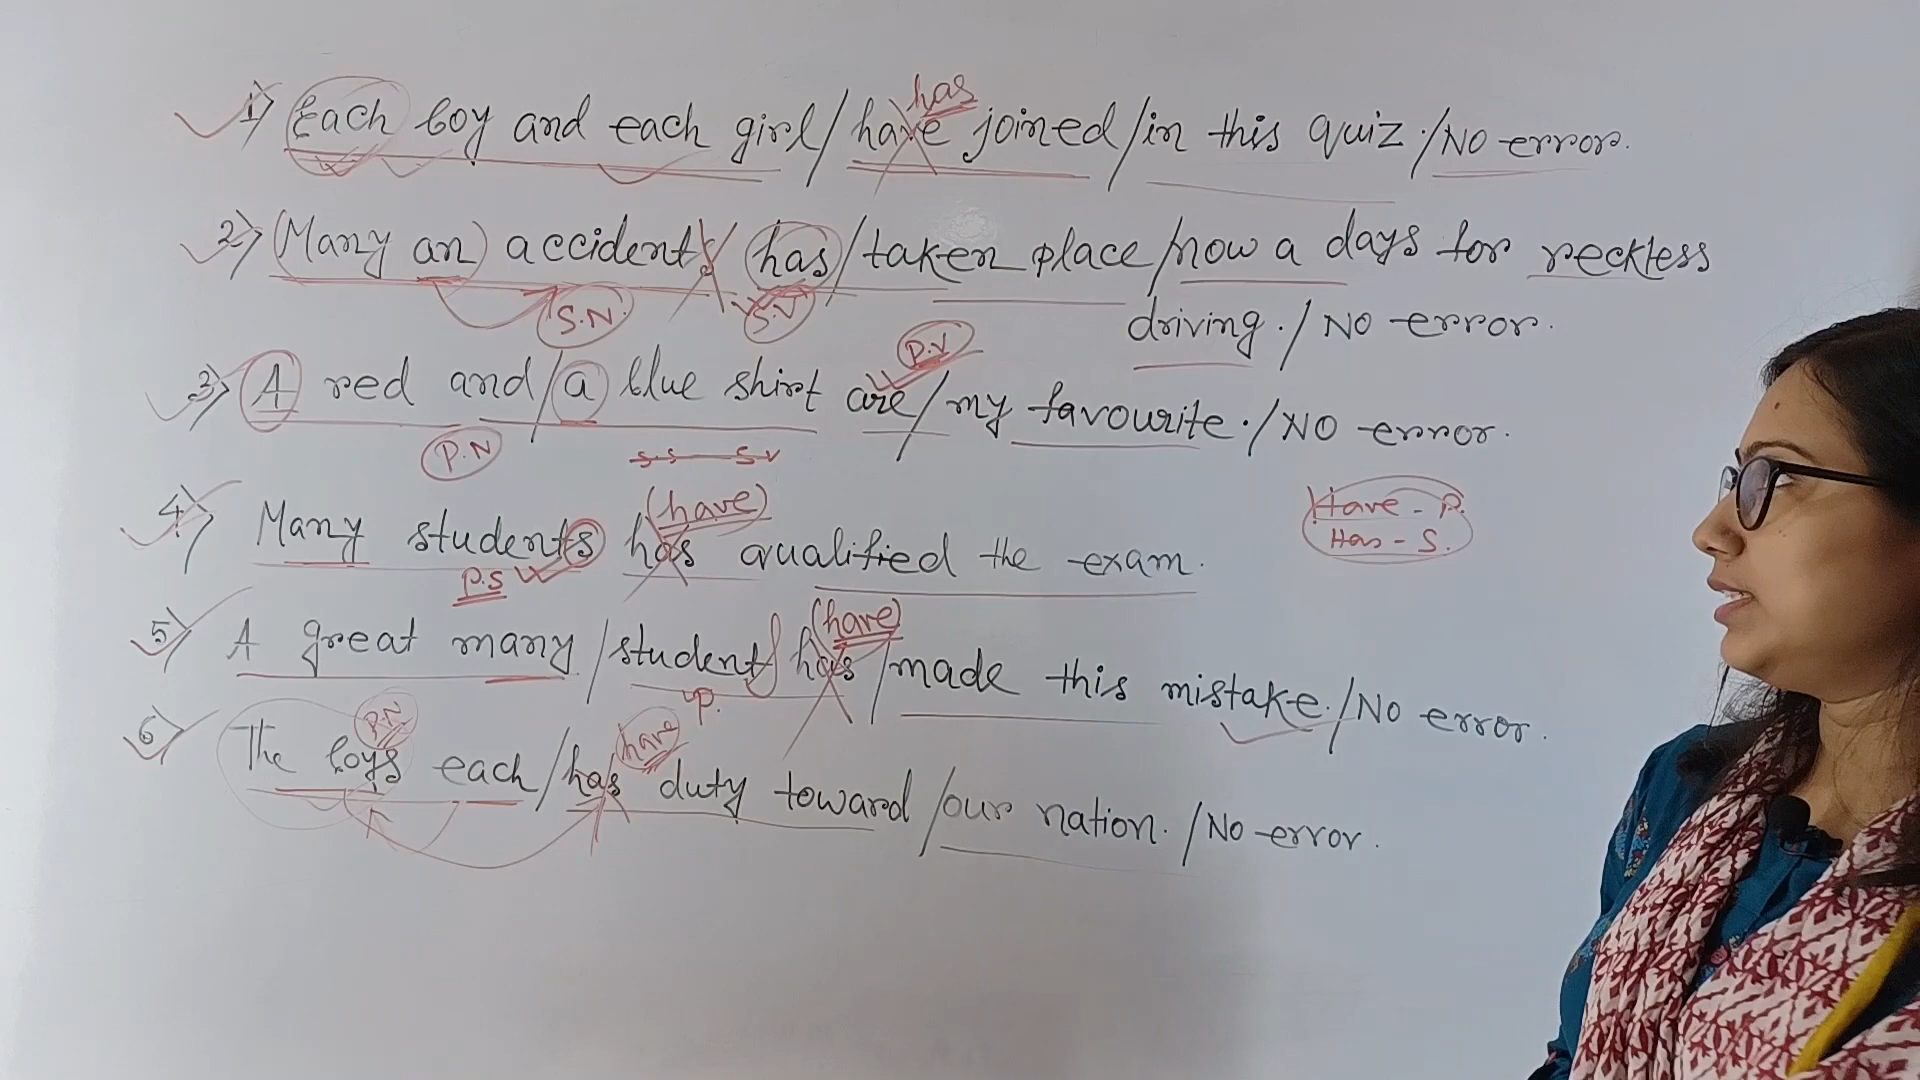 has
1) Each boy and each girl / have joined / in this quiz. / No error.
2) (Many an) accidents / has / taken place / now a days for reckless
S.N. S.V driving. / No error.
P.V
3) A red and / a blue shirt are / my favourite. / No error.
P.N S.S S.V
(have) Have - P.
4) Many students has qualified the exam. Has - S.
P.S
(have)
5) A great many / student has / made this mistake. / No error.
P.
P.N have
6) The boys each / has duty toward / our nation. / No error.